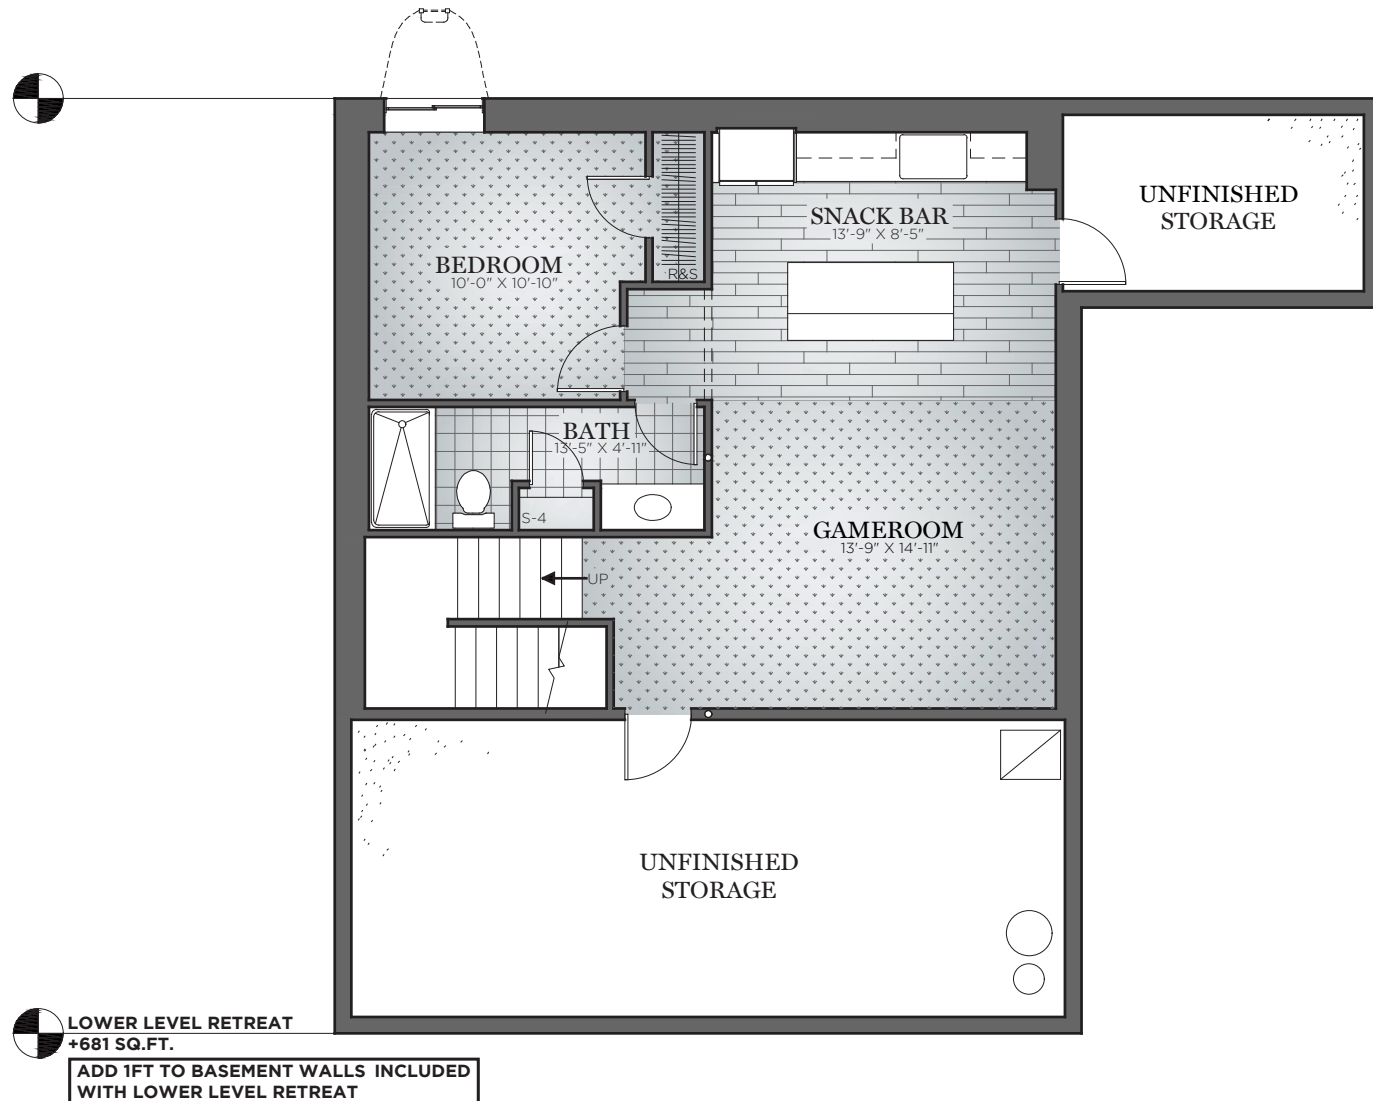 UNFINISHED
STORAGE
SNACK BAR
13'-9" X 8'-5"
BEDROOM
10'-0" X 10'-10"
R&S
BATH
13'-5" X 4'-11"
S-4
GAMEROOM
13'-9" X 14'-11"
UP
UNFINISHED
STORAGE
LOWER LEVEL RETREAT
+681 SQ.FT.
ADD 1FT TO BASEMENT WALLS INCLUDED
WITH LOWER LEVEL RETREAT